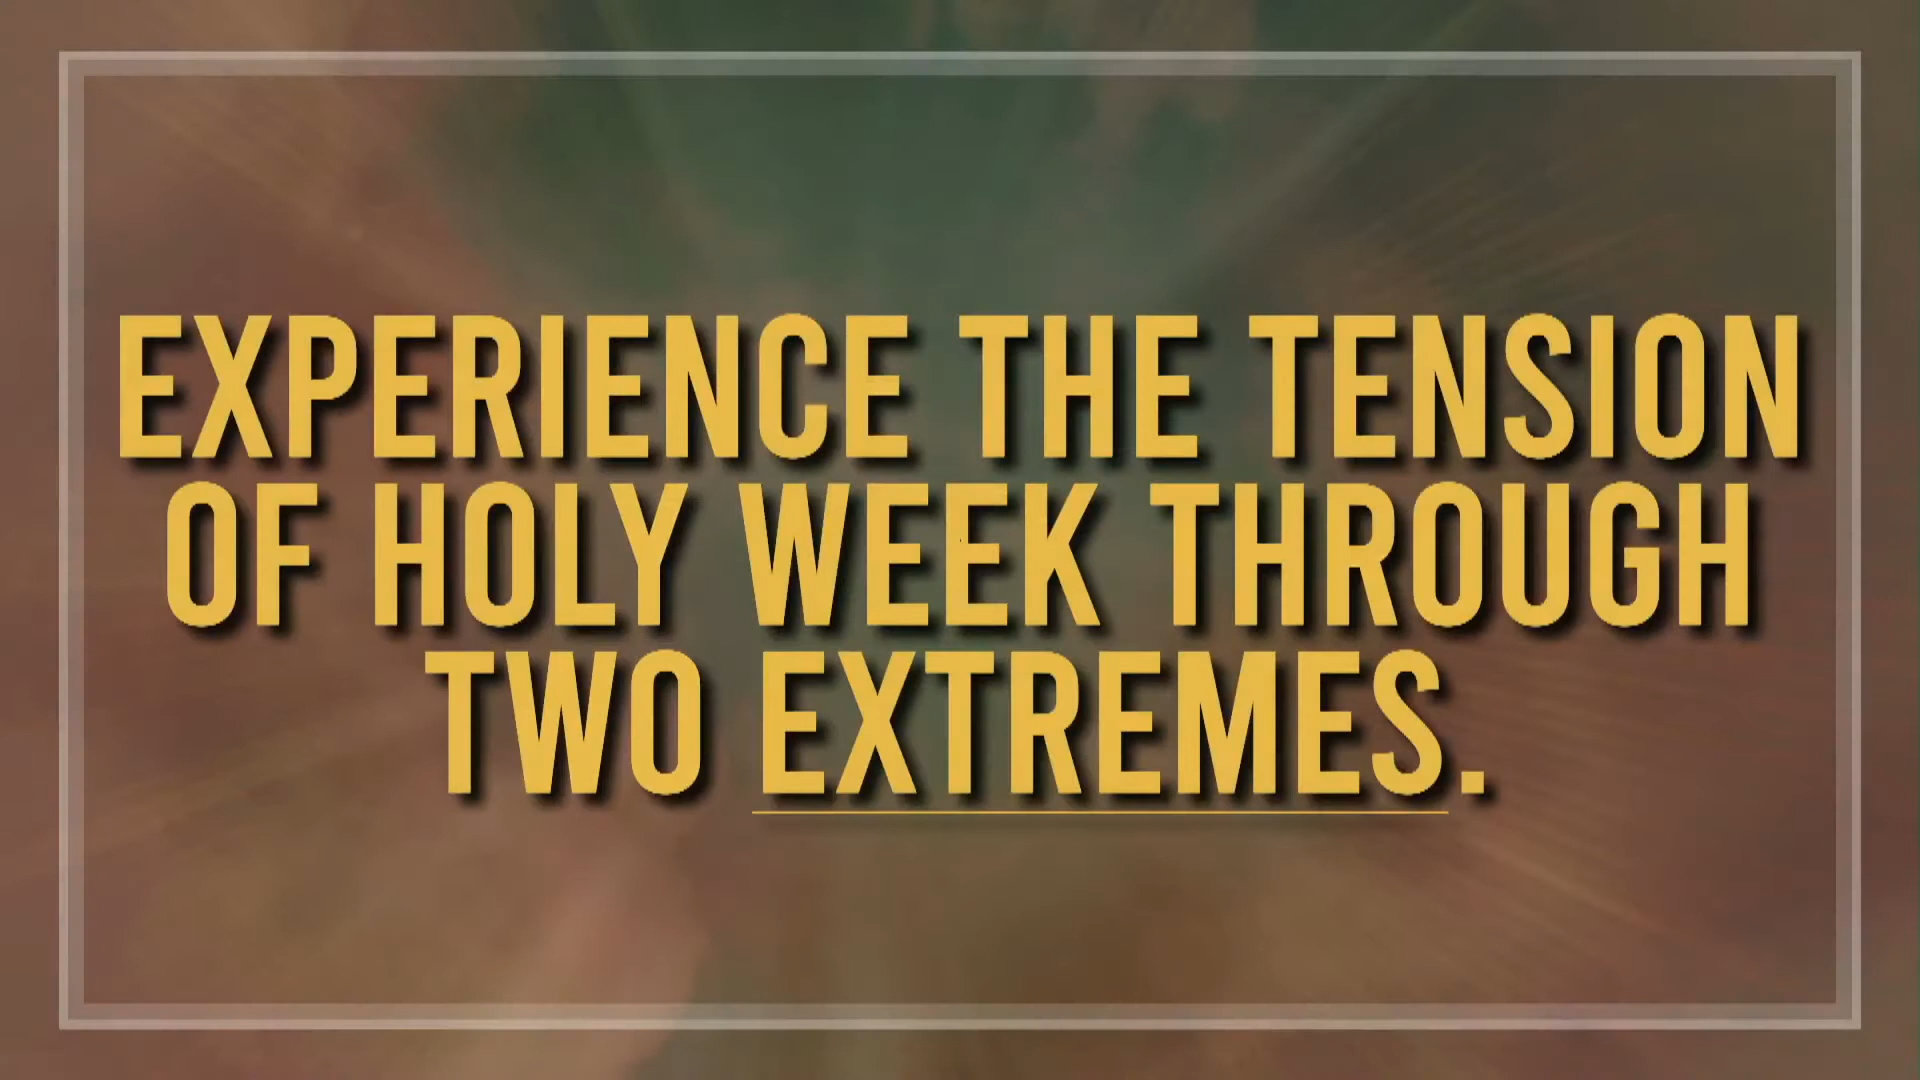 EXPERIENCE THE TENSION
OF HOLY WEEK THROUGH
TWO EXTREMES.